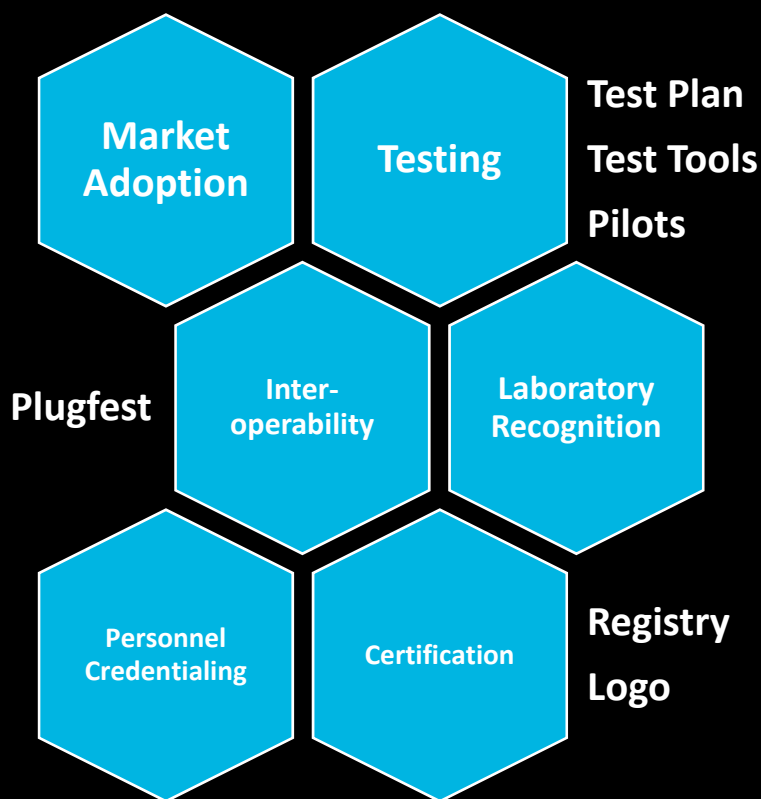 Market
Adoption
Testing
Test Plan
Test Tools
Pilots
Plugfest
Inter-
operability
Laboratory
Recognition
Personnel
Credentialing
Certification
Registry
Logo